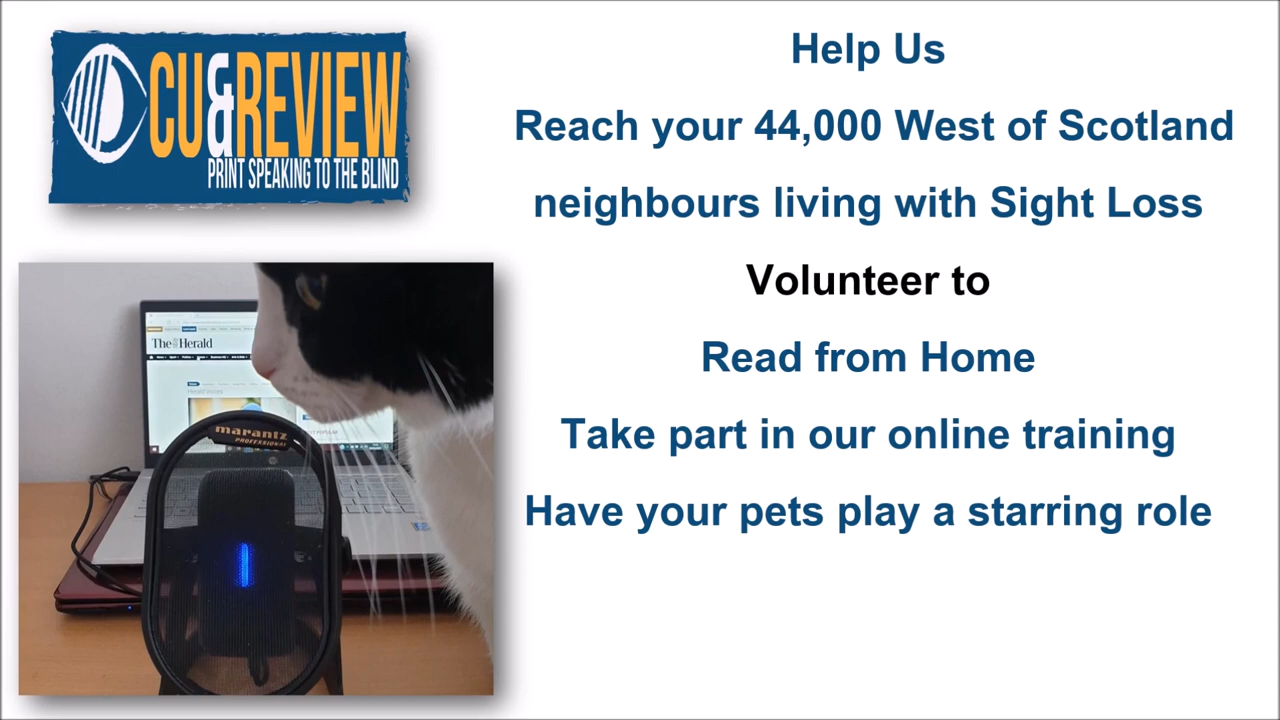 CU&REVIEW
PRINT SPEAKING TO THE BLIND
Help Us
Reach your 44,000 West of Scotland
neighbours living with Sight Loss
Volunteer to
Read from Home
Take part in our online training
Have your pets play a starring role
The Herald
marantz
PROFESSIONAL